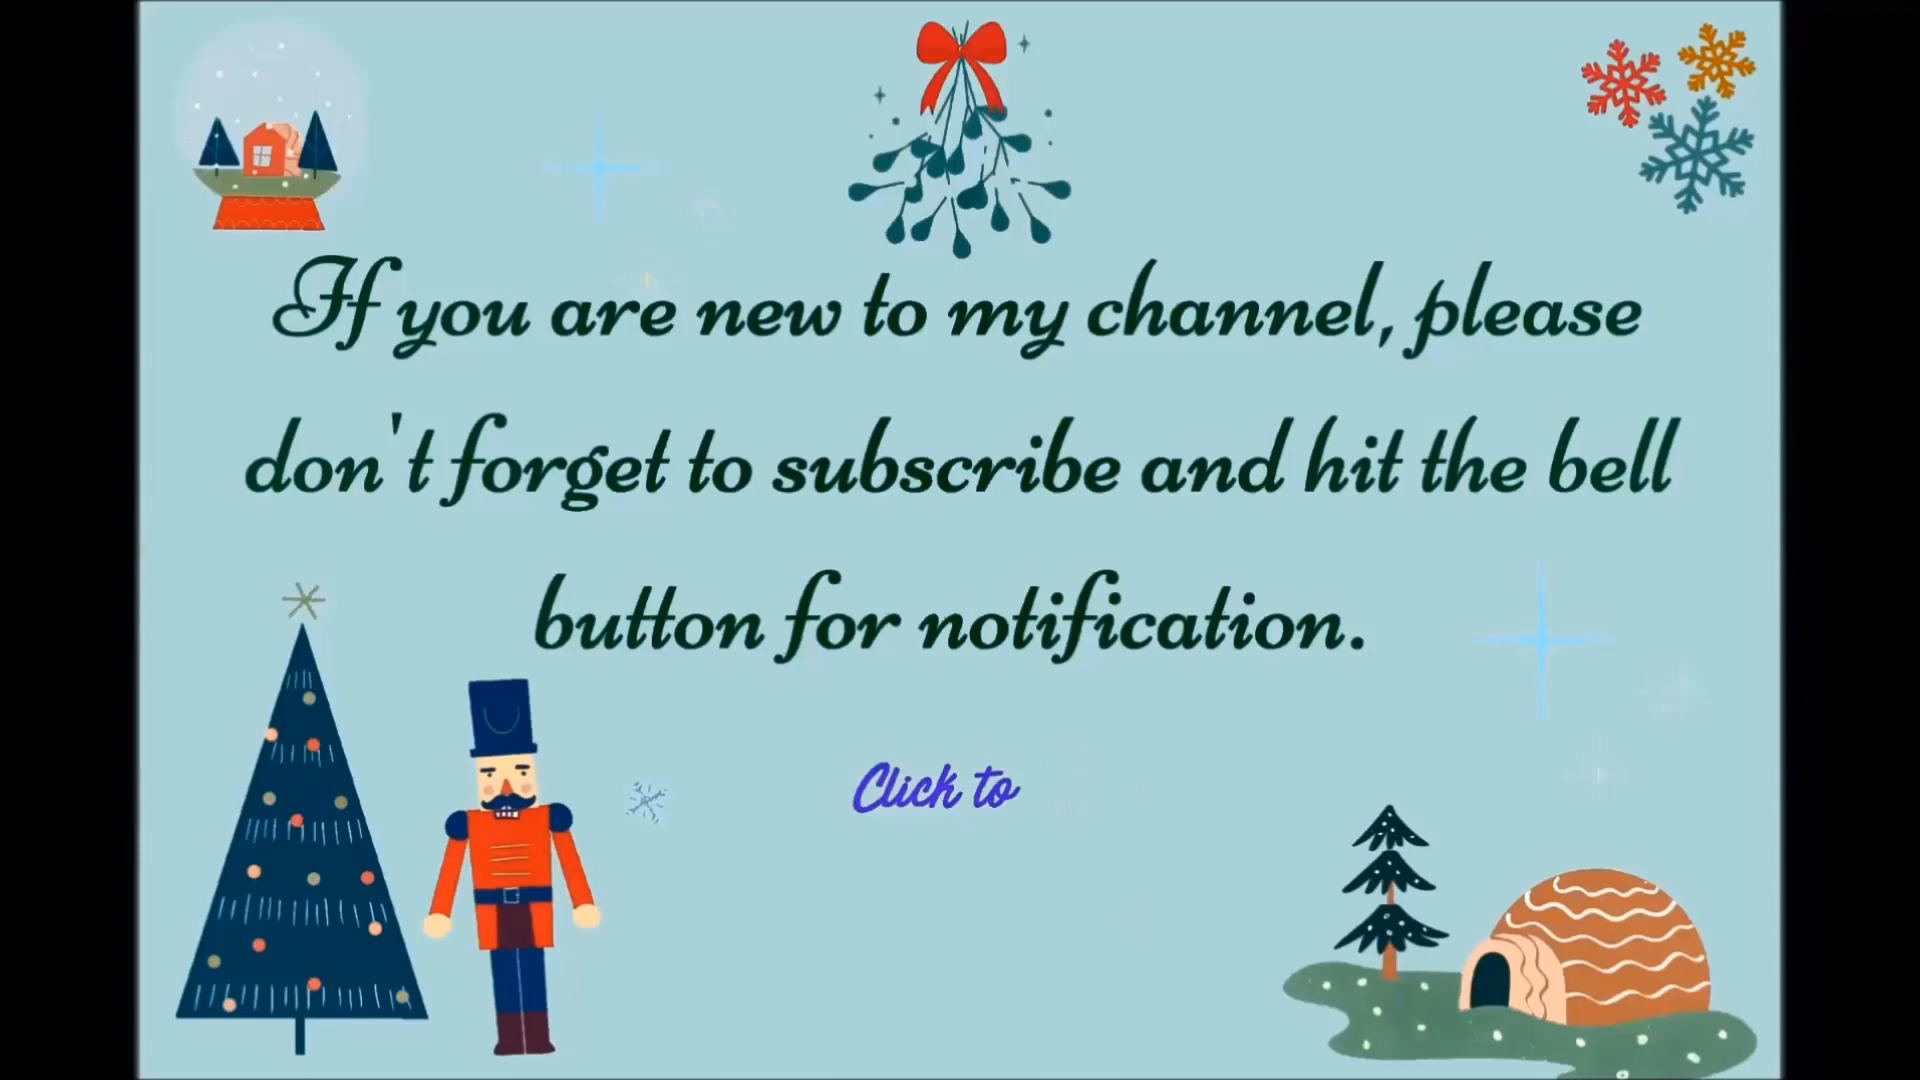 If you are new to my channel, please
don't forget to subscribe and hit the bell
button for notification.
Click to